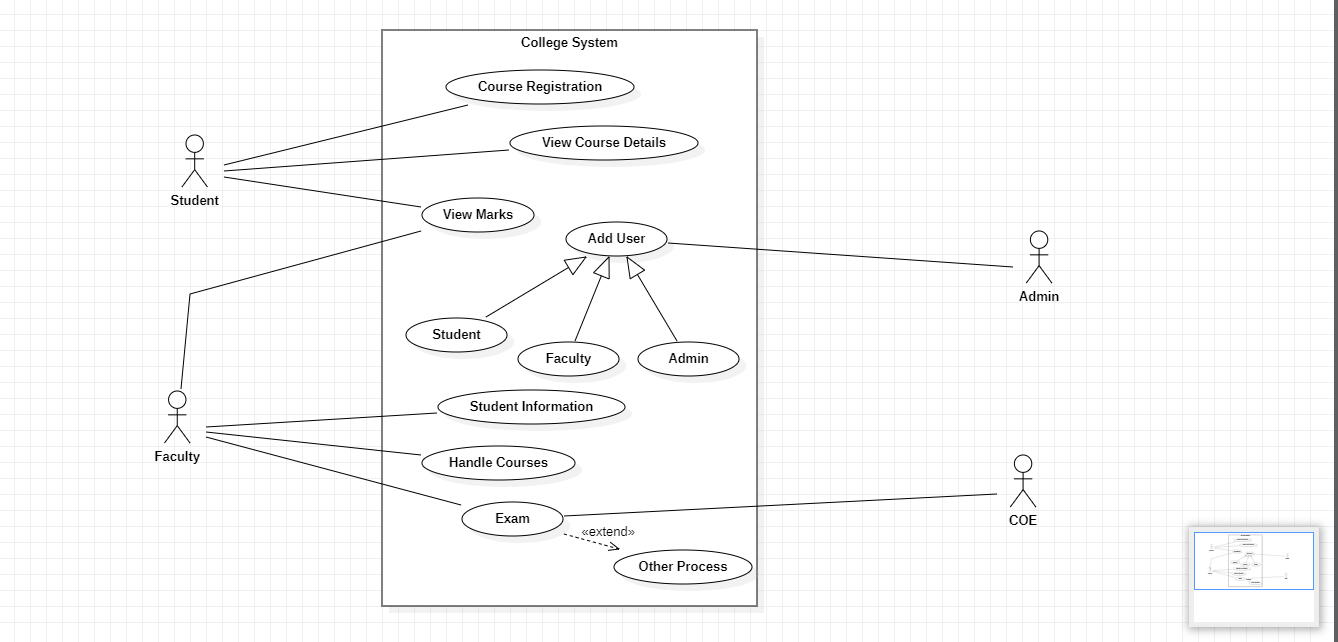 College System
Course Registration
View Course Details
Student
View Marks
Add User
Admin
Student
Faculty
Admin
Student Information
Faculty
Handle Courses
Exam
COE
«extend»
Other Process